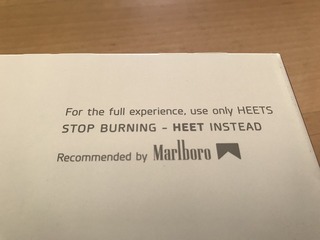 For the full experience, use only HEETS
STOP BURNING - HEET INSTEAD
Recommended by Marlboro